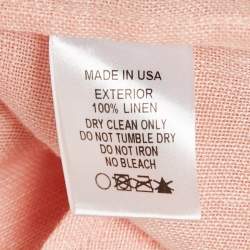 MADE IN USA
EXTERIOR
100% LINEN
DRY CLEAN ONLY
DO NOT TUMBLE DRY
DO NOT IRON
NO BLEACH